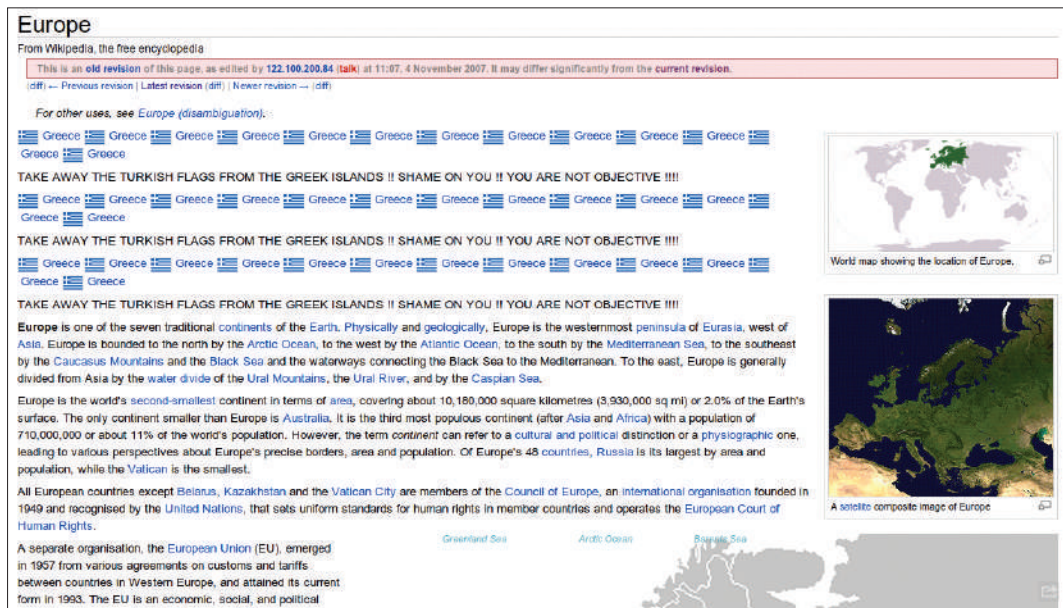 Europe
From Wikipedia, the free encyclopedia
This is an old revision of this page, as edited by 122.100.200.84 (talk) at 11:07, 4 November 2007. It may differ significantly from the current revision.
(diff) ← Previous revision | Latest revision (diff) | Newer revision → (diff)
For other uses, see Europe (disambiguation).
Greece Greece Greece Greece Greece Greece Greece Greece Greece Greece Greece
Greece Greece
TAKE AWAY THE TURKISH FLAGS FROM THE GREEK ISLANDS !! SHAME ON YOU !! YOU ARE NOT OBJECTIVE !!!!
Greece Greece Greece Greece Greece Greece Greece Greece Greece Greece Greece
Greece Greece
TAKE AWAY THE TURKISH FLAGS FROM THE GREEK ISLANDS !! SHAME ON YOU !! YOU ARE NOT OBJECTIVE !!!!
Greece Greece Greece Greece Greece Greece Greece Greece Greece Greece Greece
Greece Greece
TAKE AWAY THE TURKISH FLAGS FROM THE GREEK ISLANDS !! SHAME ON YOU !! YOU ARE NOT OBJECTIVE !!!!
Europe is one of the seven traditional continents of the Earth. Physically and geologically, Europe is the westernmost peninsula of Eurasia, west of
Asia. Europe is bounded to the north by the Arctic Ocean, to the west by the Atlantic Ocean, to the south by the Mediterranean Sea, to the southeast
by the Caucasus Mountains and the Black Sea and the waterways connecting the Black Sea to the Mediterranean. To the east, Europe is generally
divided from Asia by the water divide of the Ural Mountains, the Ural River, and by the Caspian Sea.
Europe is the world's second-smallest continent in terms of area, covering about 10,180,000 square kilometres (3,930,000 sq mi) or 2.0% of the Earth's
surface. The only continent smaller than Europe is Australia. It is the third most populous continent (after Asia and Africa) with a population of
710,000,000 or about 11% of the world's population. However, the term continent can refer to a cultural and political distinction or a physiographic one,
leading to various perspectives about Europe's precise borders, area and population. Of Europe's 48 countries, Russia is its largest by area and
population, while the Vatican is the smallest.
All European countries except Belarus, Kazakhstan and the Vatican City are members of the Council of Europe, an international organisation founded in
1949 and recognised by the United Nations, that sets uniform standards for human rights in member countries and operates the European Court of
Human Rights.
A separate organisation, the European Union (EU), emerged
in 1957 from various agreements on customs and tariffs
between countries in Western Europe, and attained its current
form in 1993. The EU is an economic, social, and political
World map showing the location of Europe.
A satellite composite image of Europe
Greenland Sea
Arctic Ocean
Barents Sea